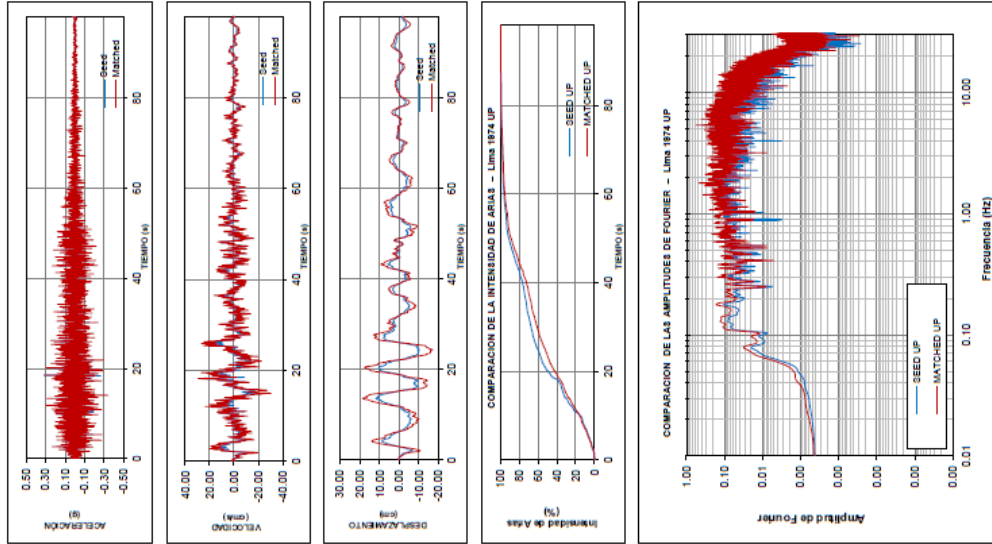 0.50
0.30
0.10
-0.10
-0.30
-0.50
ACELERACIÓN
(g)
0
20
40
60
80
TIEMPO (s)
Seed
Matched
40.00
20.00
0.00
-20.00
-40.00
VELOCIDAD
(cm/s)
0
20
40
60
80
TIEMPO (s)
Seed
Matched
20.00
10.00
0.00
-10.00
-20.00
DESPLAZAMIENTO
(cm)
0
20
40
60
80
TIEMPO (s)
Seed
Matched
COMPARACION DE LA INTENSIDAD DE ARIAS - Lima 1974 UP
100
80
60
40
20
0
Intensidad de Arias
(%)
0
20
40
60
80
TIEMPO (s)
SEED UP
MATCHED UP
COMPARACION DE LAS AMPLITUDES DE FOURIER - Lima 1974 UP
1.00
0.10
0.01
0.00
0.00
0.00
Amplitud de Fourier
0.01
0.10
1.00
10.00
Frecuencia (Hz)
SEED UP
MATCHED UP